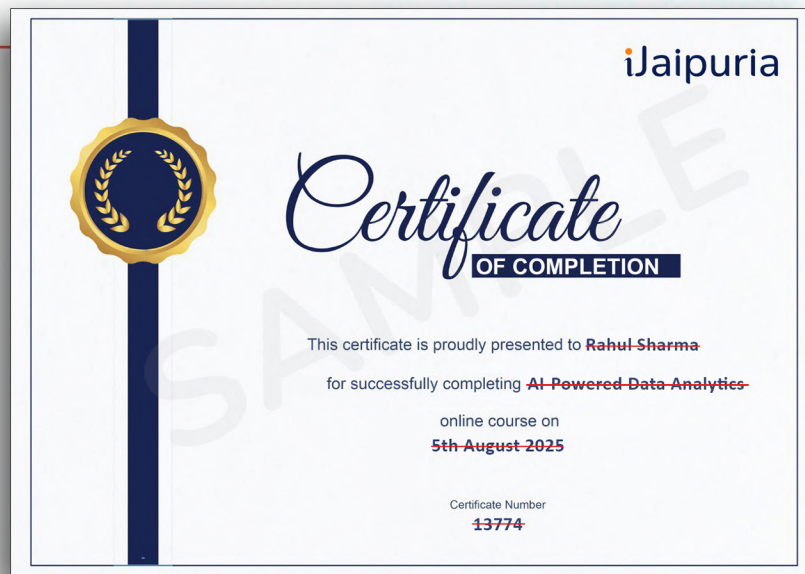 iJaipuria
SAMPLE
Certificate
OF COMPLETION
This certificate is proudly presented to Rahul Sharma
for successfully completing AI Powered Data Analytics
online course on
5th August 2025
Certificate Number
13774